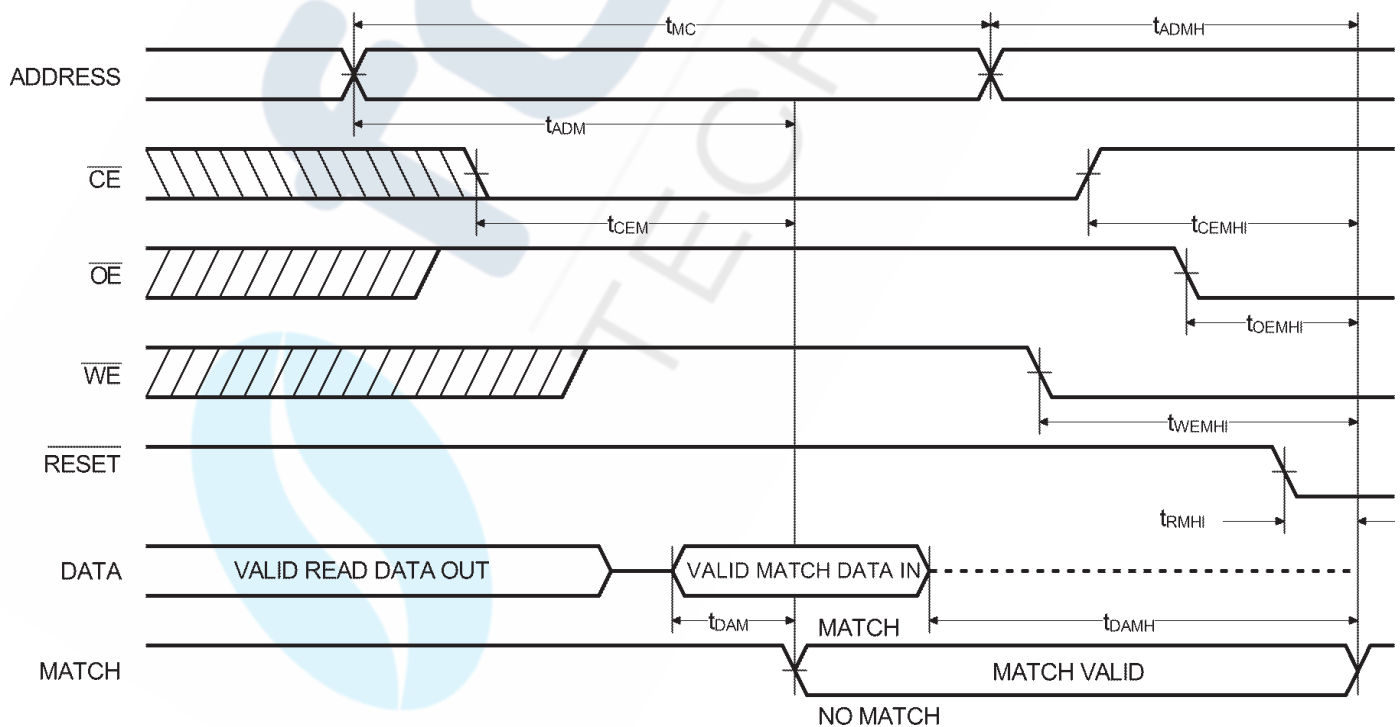 tMC
tADMH
ADDRESS
tADM
CE
tCEM
tCEMHI
OE
tOEMHI
WE
tWEMHI
RESET
tRMHI
DATA
VALID READ DATA OUT
VALID MATCH DATA IN
tDAM
MATCH
tDAMH
MATCH
MATCH VALID
NO MATCH
TECH